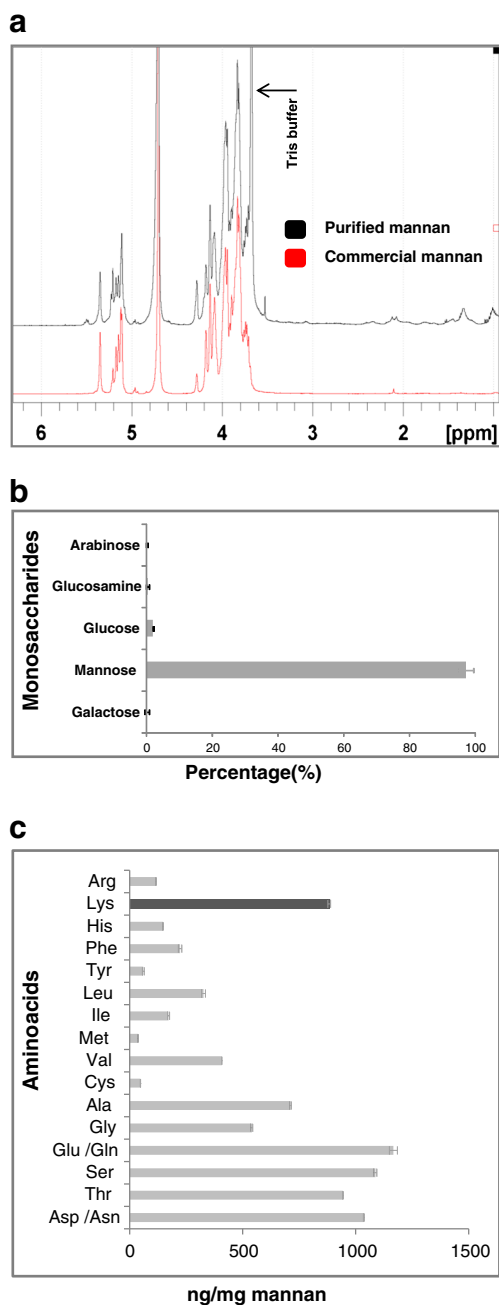 a
Tris buffer
Purified mannan
Commercial mannan
6 5 4 3 2 [ppm]
b
Monosaccharides
Arabinose
Glucosamine
Glucose
Mannose
Galactose
0 20 40 60 80 100
Percentage(%)
c
Aminoacids
Arg
Lys
His
Phe
Tyr
Leu
Ile
Met
Val
Cys
Ala
Gly
Glu /Gln
Ser
Thr
Asp /Asn
0 500 1000 1500
ng/mg mannan